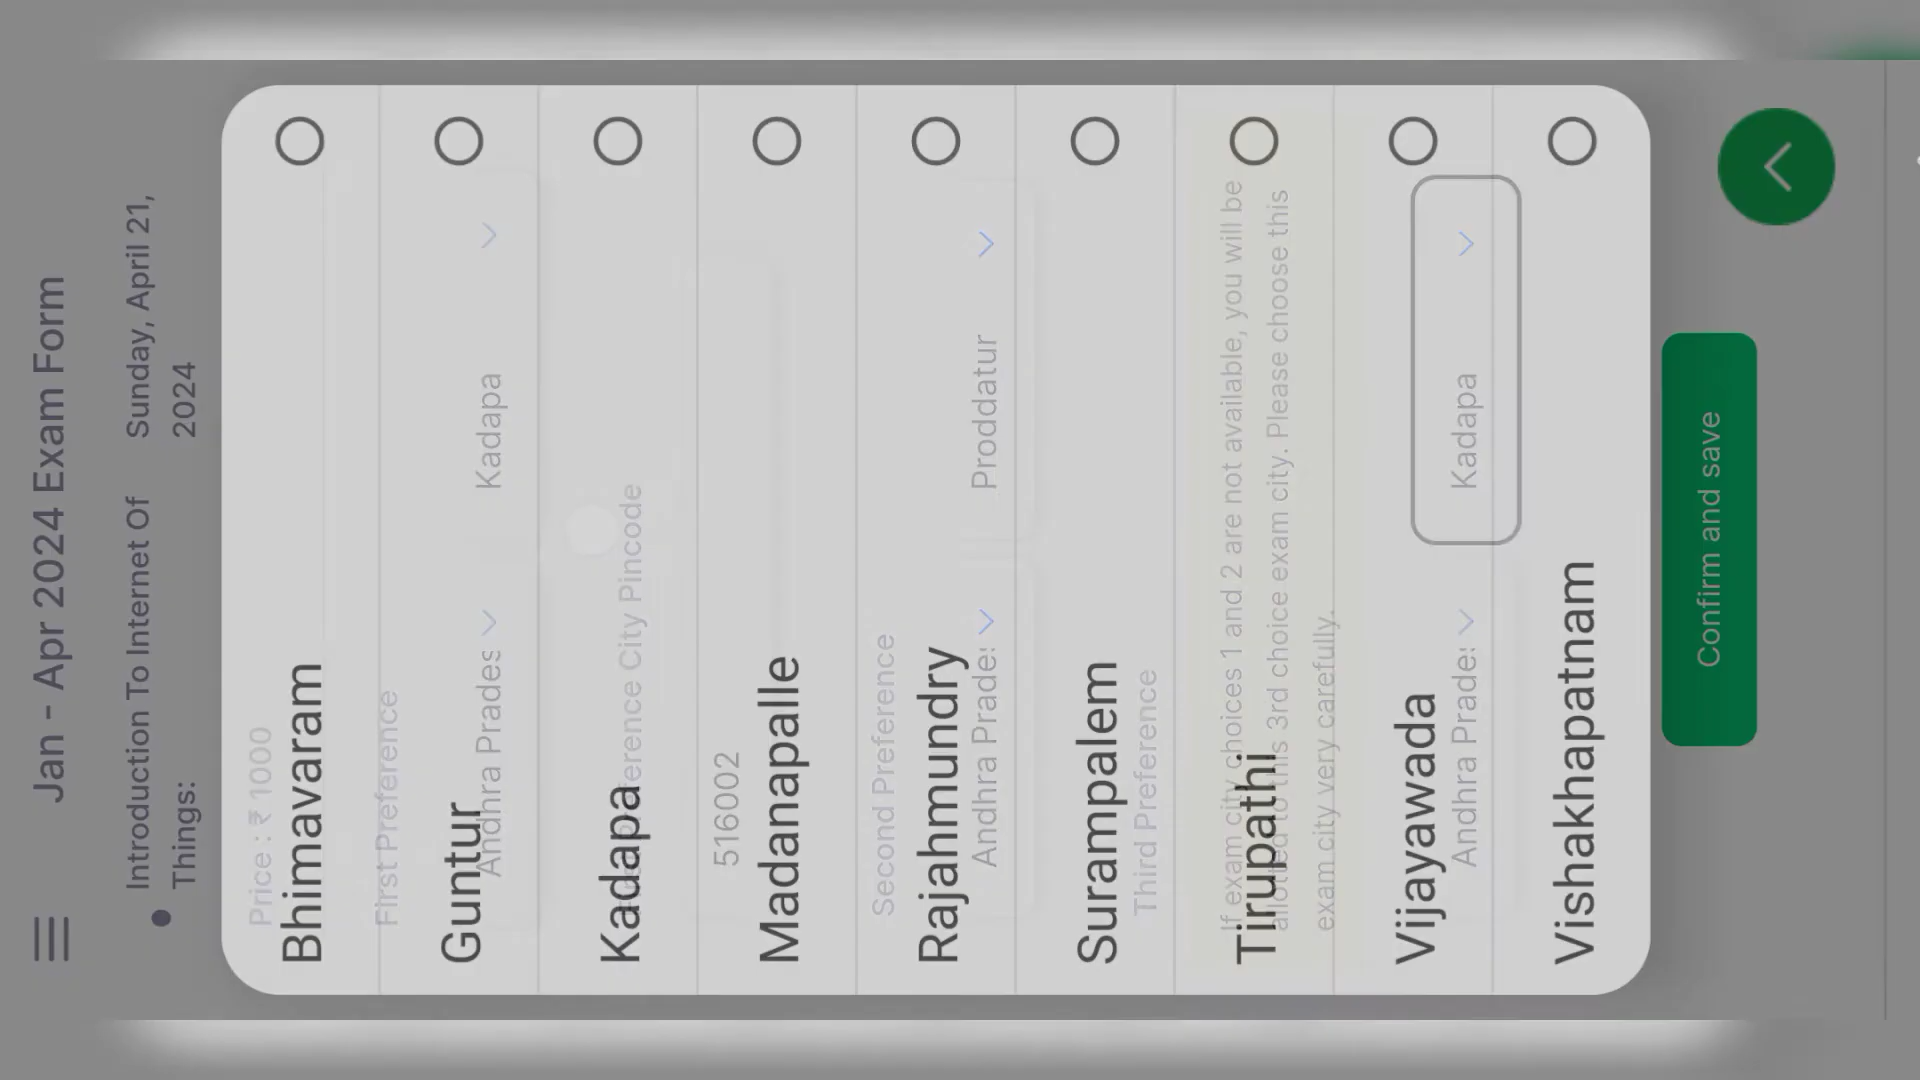 Jan - Apr 2024 Exam Form
Introduction To Internet Of Things:
Sunday, April 21, 2024
Price : ₹ 1000
Bhimavaram
First Preference
Guntur
Andhra Prades
Kadapa
Kadapa
erence City Pincode
516002
Madanapalle
Second Preference
Rajahmundry
Andhra Prades
Proddatur
Surampalem
Third Preference
If exam city choices 1 and 2 are not available, you will be
allotted to this 3rd choice exam city. Please choose this
exam city very carefully.
Tirupathi
Vijayawada
Andhra Prades
Kadapa
Vishakhapatnam
Confirm and save